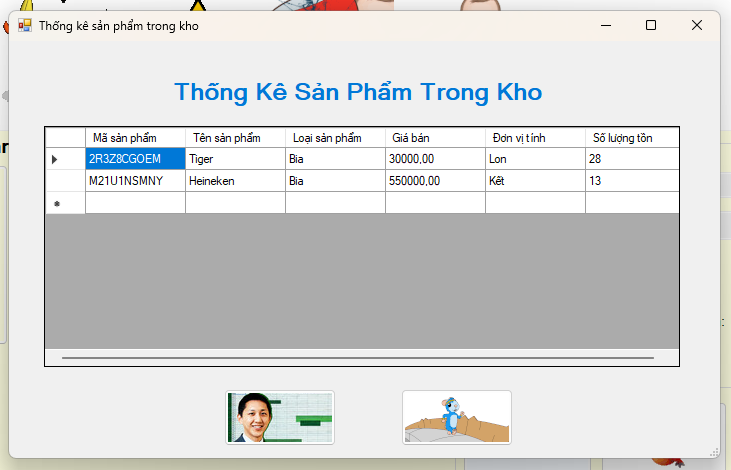 Thống kê sản phẩm trong kho
Thống Kê Sản Phẩm Trong Kho
Mã sản phẩm Tên sản phẩm Loại sản phẩm Giá bán Đơn vị tính Số lượng tồn
2R3Z8CGOEM Tiger Bia 30000,00 Lon 28
M21U1NSMNY Heineken Bia 550000,00 Két 13